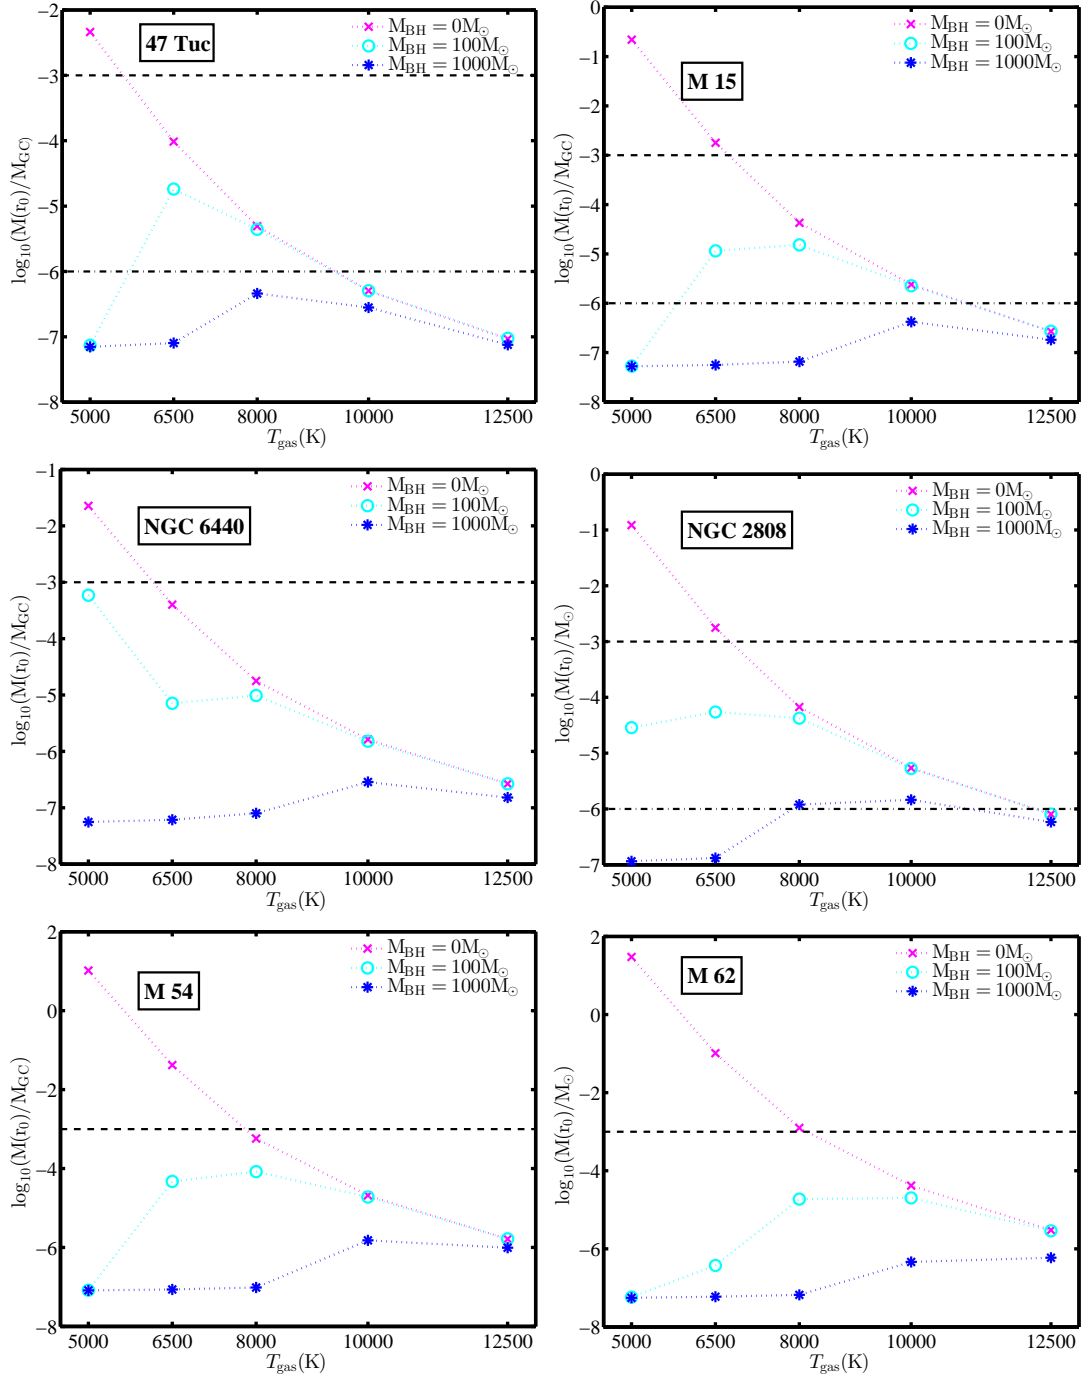 47 Tuc
M_BH = 0M_⊙
M_BH = 100M_⊙
M_BH = 1000M_⊙
log₁₀(M(r₀)/M_GC)
−2
−3
−4
−5
−6
−7
−8
5000 6500 8000 10000 12500
T_gas(K)
M 15
M_BH = 0M_⊙
M_BH = 100M_⊙
M_BH = 1000M_⊙
log₁₀(M(r₀)/M_GC)
0
−1
−2
−3
−4
−5
−6
−7
−8
5000 6500 8000 10000 12500
T_gas(K)
NGC 6440
M_BH = 0M_⊙
M_BH = 100M_⊙
M_BH = 1000M_⊙
log₁₀(M(r₀)/M_GC)
−1
−2
−3
−4
−5
−6
−7
−8
5000 6500 8000 10000 12500
T_gas(K)
NGC 2808
M_BH = 0M_⊙
M_BH = 100M_⊙
M_BH = 1000M_⊙
log₁₀(M(r₀)/M_⊙)
0
−1
−2
−3
−4
−5
−6
−7
5000 6500 8000 10000 12500
T_gas(K)
M 54
M_BH = 0M_⊙
M_BH = 100M_⊙
M_BH = 1000M_⊙
log₁₀(M(r₀)/M_GC)
2
0
−2
−4
−6
−8
5000 6500 8000 10000 12500
T_gas(K)
M 62
M_BH = 0M_⊙
M_BH = 100M_⊙
M_BH = 1000M_⊙
log₁₀(M(r₀)/M_⊙)
2
0
−2
−4
−6
−8
5000 6500 8000 10000 12500
T_gas(K)